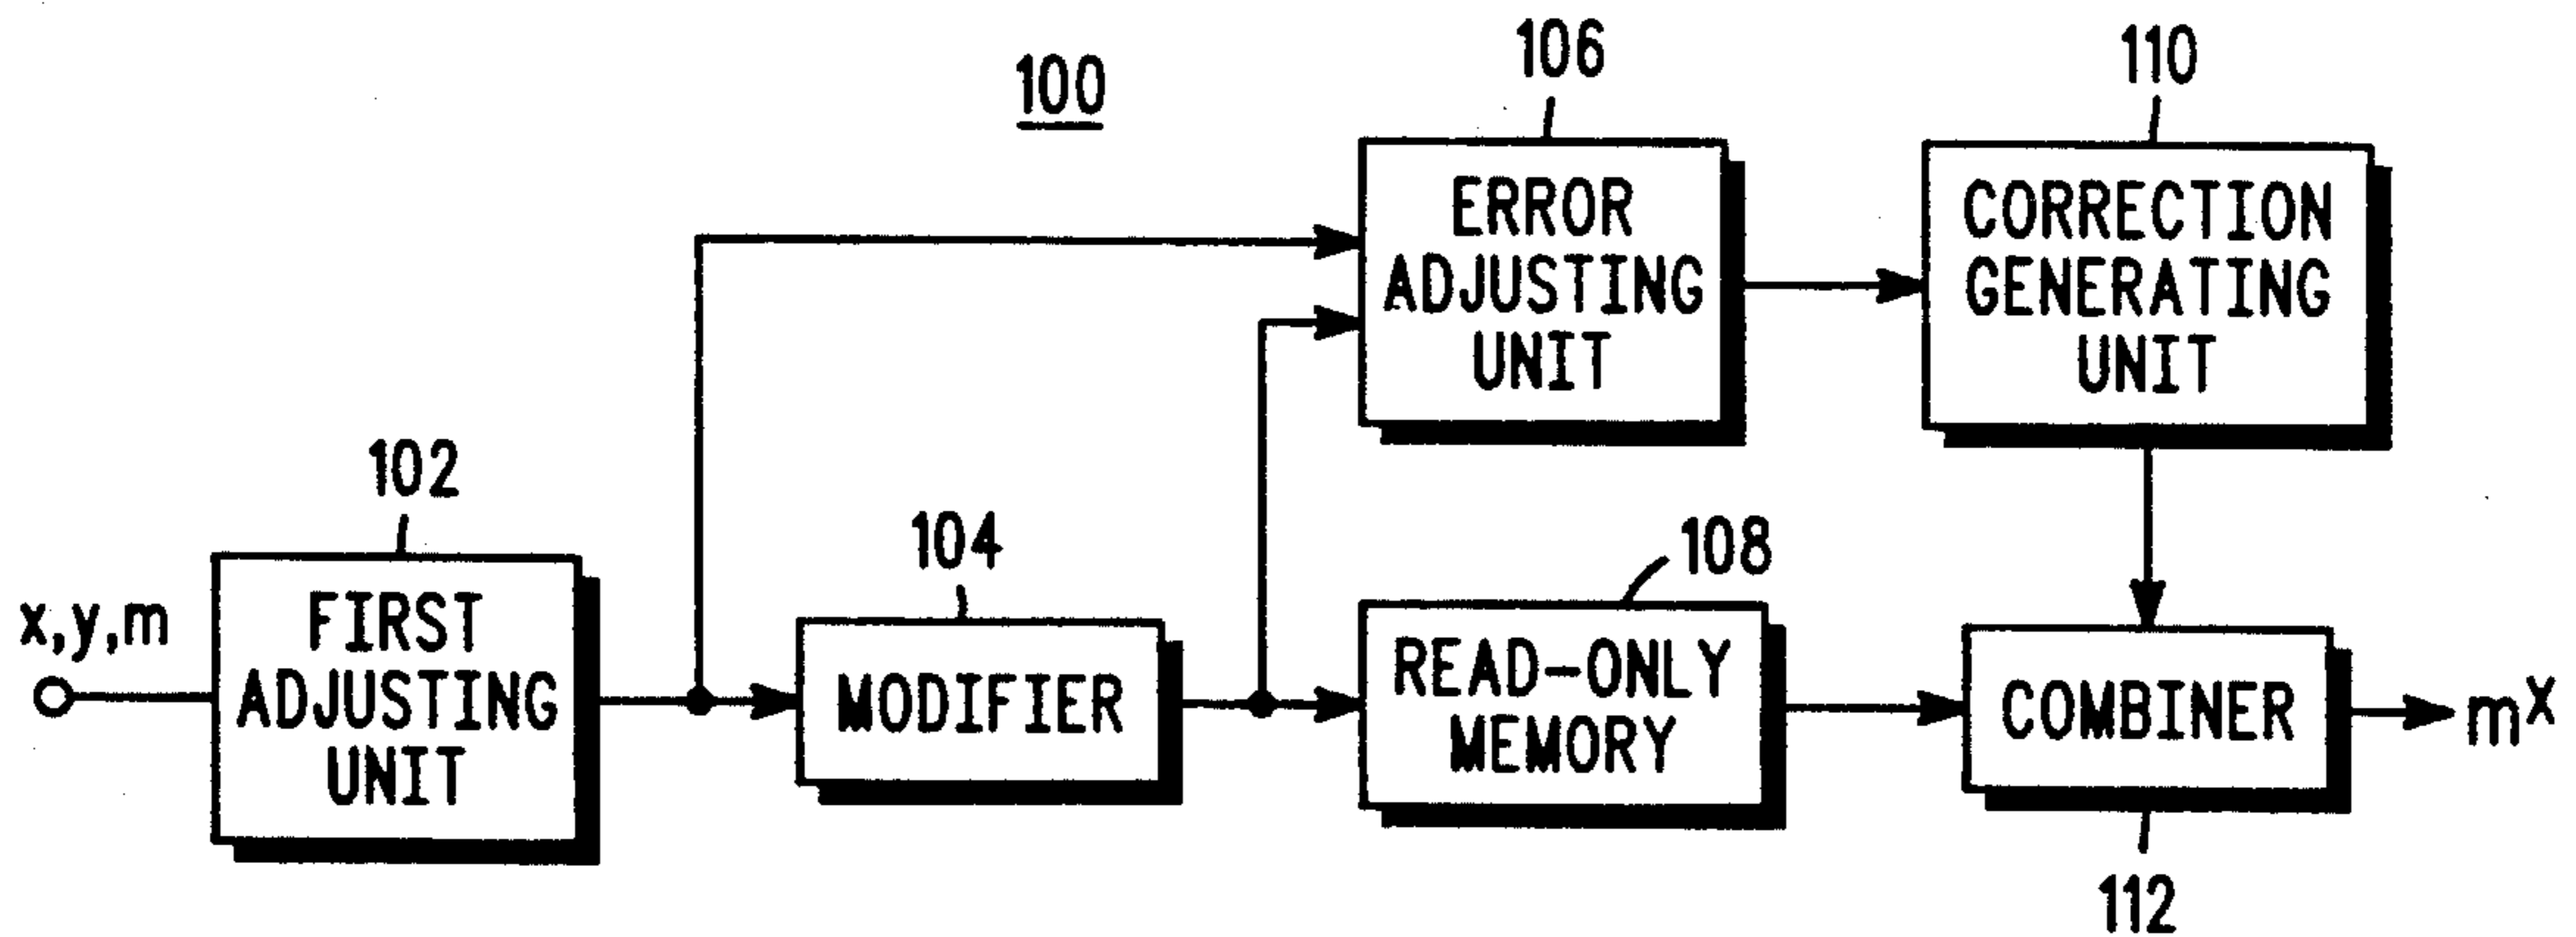 100
106
110
ERROR
ADJUSTING
UNIT
CORRECTION
GENERATING
UNIT
102
104
108
x,y,m
FIRST
ADJUSTING
UNIT
MODIFIER
READ-ONLY
MEMORY
COMBINER
m^x
112